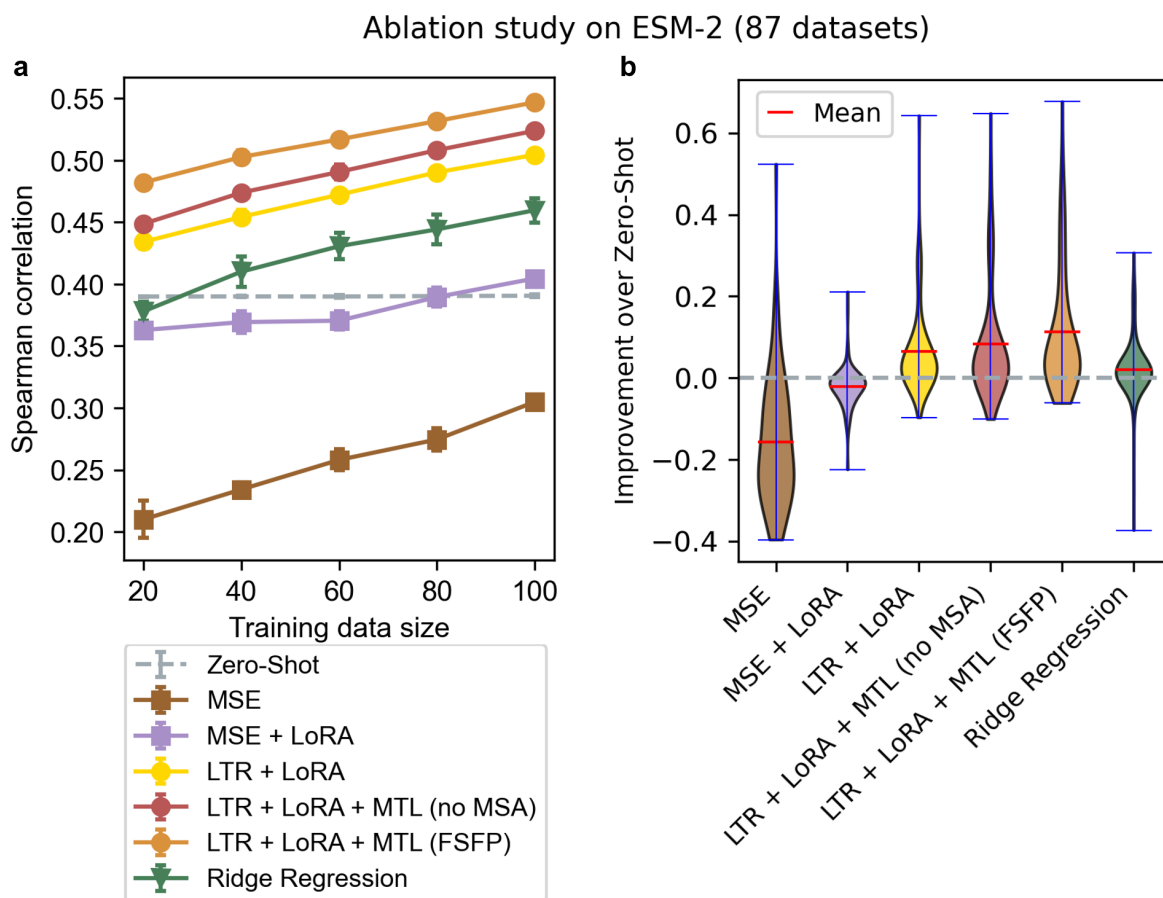 Ablation study on ESM-2 (87 datasets)
a
Spearman correlation
0.55
0.50
0.45
0.40
0.35
0.30
0.25
0.20
20 40 60 80 100
Training data size
Zero-Shot
MSE
MSE + LoRA
LTR + LoRA
LTR + LoRA + MTL (no MSA)
LTR + LoRA + MTL (FSFP)
Ridge Regression
b
Improvement over Zero-Shot
Mean
0.6
0.4
0.2
0.0
−0.2
−0.4
MSE
MSE + LoRA
LTR + LoRA
LTR + LoRA + MTL (no MSA)
LTR + LoRA + MTL (FSFP)
Ridge Regression